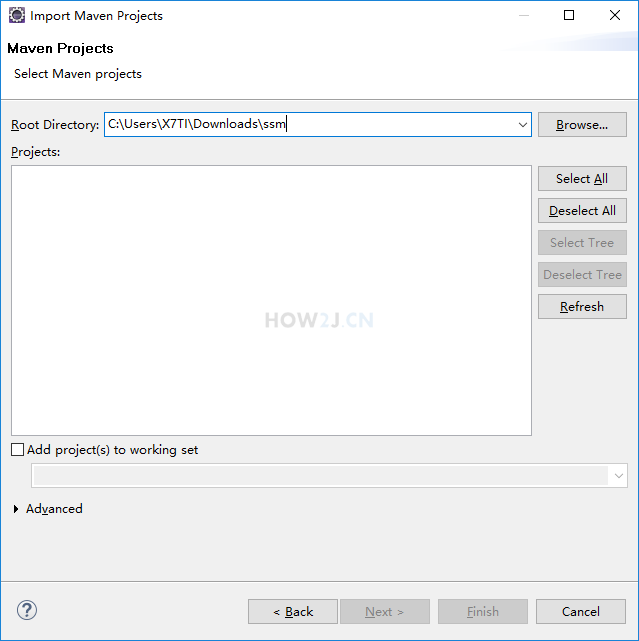 Import Maven Projects
Maven Projects
Select Maven projects
Root Directory: C:\Users\X7TI\Downloads\ssm Browse...
Projects:
Select All
Deselect All
Select Tree
Deselect Tree
Refresh
HOW2J.CN
Add project(s) to working set
Advanced
? < Back Next > Finish Cancel